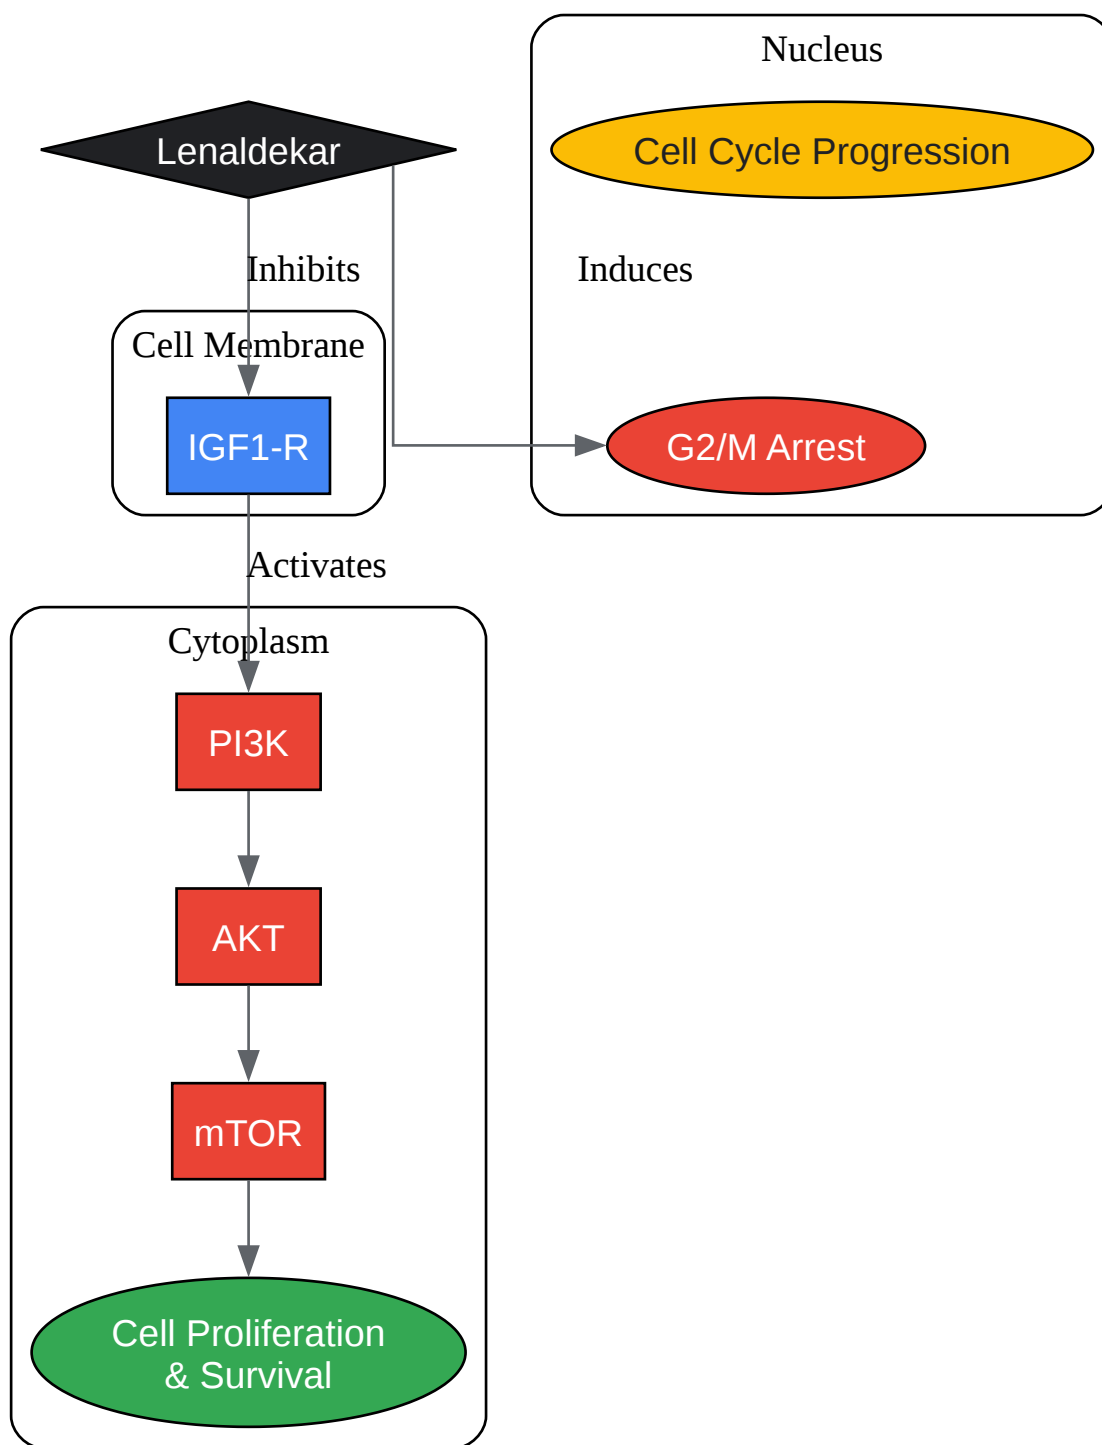 Nucleus
Lenaldekar
Cell Cycle Progression
Inhibits
Induces
Cell Membrane
IGF1-R
G2/M Arrest
Activates
Cytoplasm
PI3K
AKT
mTOR
Cell Proliferation
& Survival